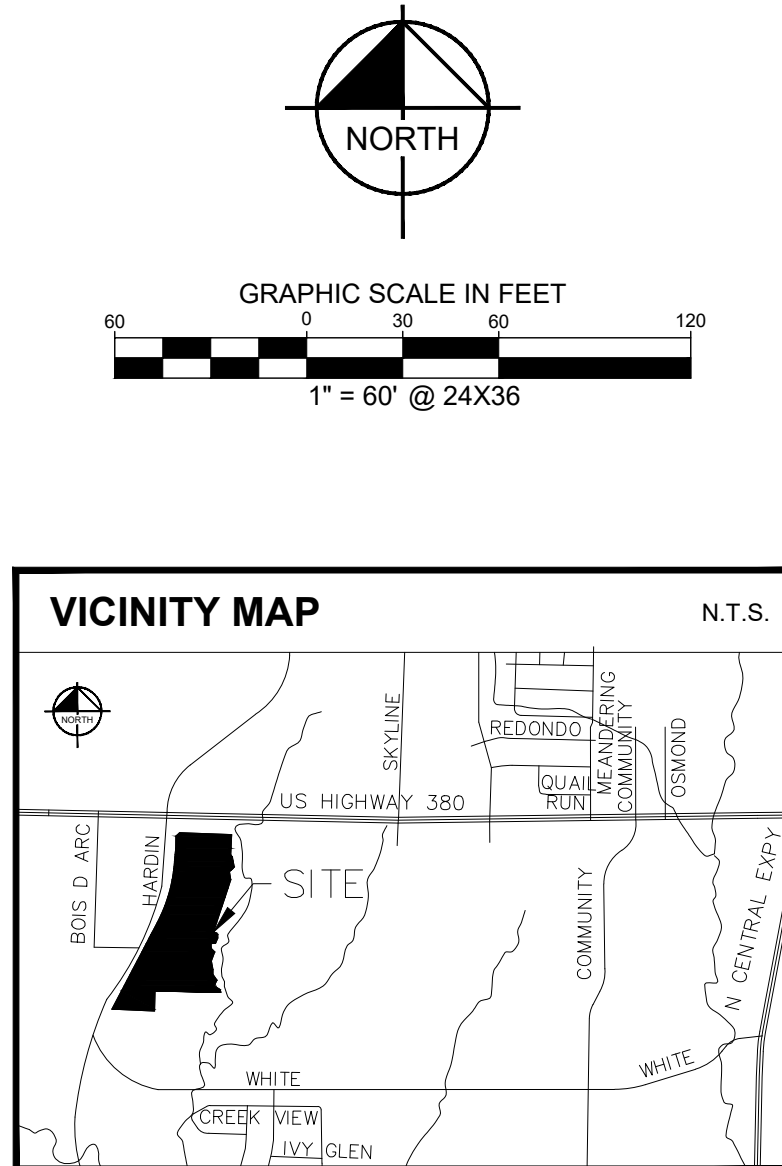 NORTH
GRAPHIC SCALE IN FEET
60 0 30 60 120
1" = 60' @ 24X36
VICINITY MAP N.T.S.
NORTH
SKYLINE
REDONDO
MEANDERING
COMMUNITY
OSMOND
QUAIL
RUN
US HIGHWAY 380
BOIS D ARC
HARDIN
SITE
COMMUNITY
N CENTRAL EXPY
WHITE
WHITE
CREEK VIEW
IVY GLEN